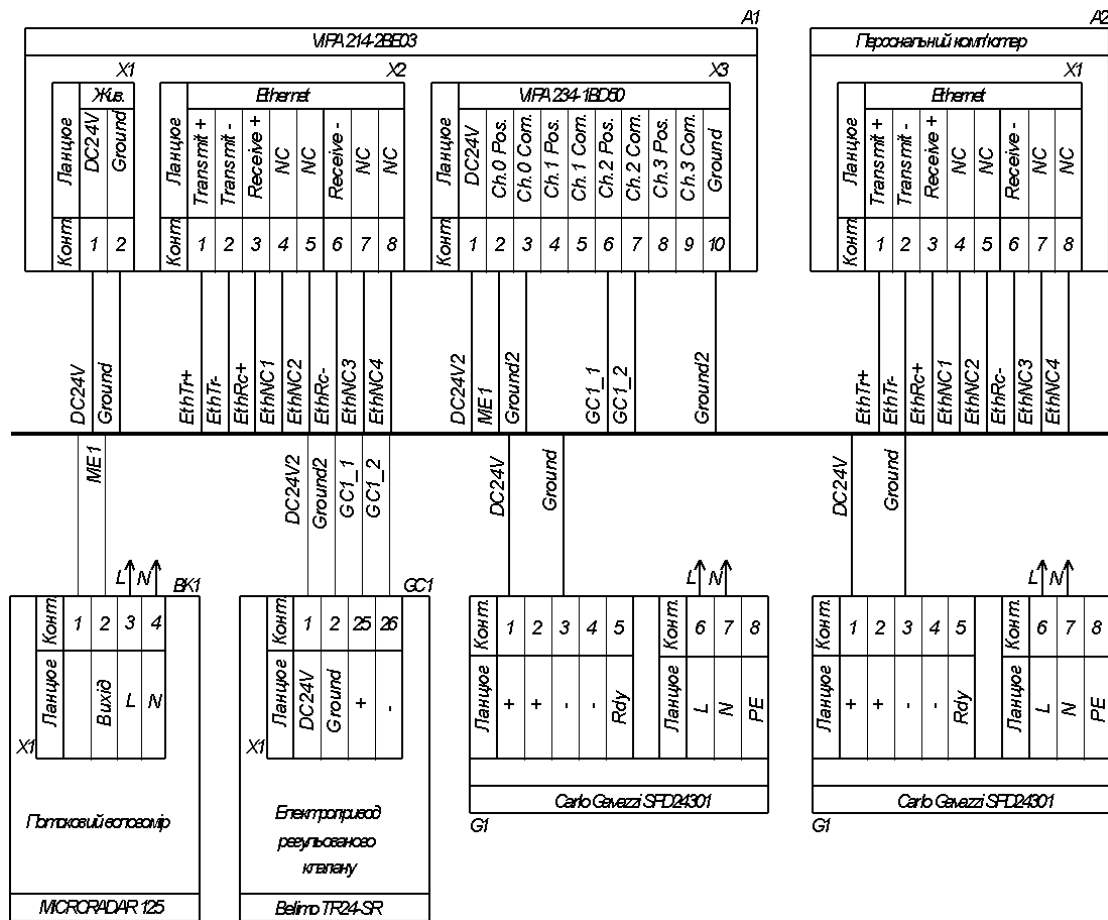 A1
VIPA 214-2BE03
X1
Жив.
Ланцюг
DC24V
Ground
Конт.
1
2
X2
Ethernet
Ланцюг
Transmit +
Transmit -
Receive +
NC
NC
Receive -
NC
NC
Конт.
1
2
3
4
5
6
7
8
X3
VIPA 234-1BD50
Ланцюг
DC24V
Ch.0 Pos.
Ch.0 Com.
Ch.1 Pos.
Ch.1 Com.
Ch.2 Pos.
Ch.2 Com.
Ch.3 Pos.
Ch.3 Com.
Ground
Конт.
1
2
3
4
5
6
7
8
9
10
A2
Персональний комп'ютер
X1
Ethernet
Ланцюг
Transmit +
Transmit -
Receive +
NC
NC
Receive -
NC
NC
Конт.
1
2
3
4
5
6
7
8
DC24V
Ground
EthTr+
EthTr-
EthRc+
EthNC1
EthNC2
EthRc-
EthNC3
EthNC4
DC24V2
ME1
Ground2
GC1_1
GC1_2
Ground2
EthTr+
EthTr-
EthRc+
EthNC1
EthNC2
EthRc-
EthNC3
EthNC4
ME1
DC24V2
Ground2
GC1_1
GC1_2
DC24V
Ground
DC24V
Ground
L
N
BK1
Конт.
1
2
3
4
Ланцюг
Вихід
L
N
X1
Потоковий вологомір
MICRORADAR 125
GC1
Конт.
1
2
25
26
Ланцюг
DC24V
Ground
+
-
X1
Електропривод
регульованого
клапану
Belimo TR24-SR
L
N
Конт.
1
2
3
4
5
Ланцюг
+
+
-
-
Rdy
Конт.
6
7
8
Ланцюг
L
N
PE
Carlo Gavazzi SPD24301
G1
L
N
Конт.
1
2
3
4
5
Ланцюг
+
+
-
-
Rdy
Конт.
6
7
8
Ланцюг
L
N
PE
Carlo Gavazzi SPD24301
G1